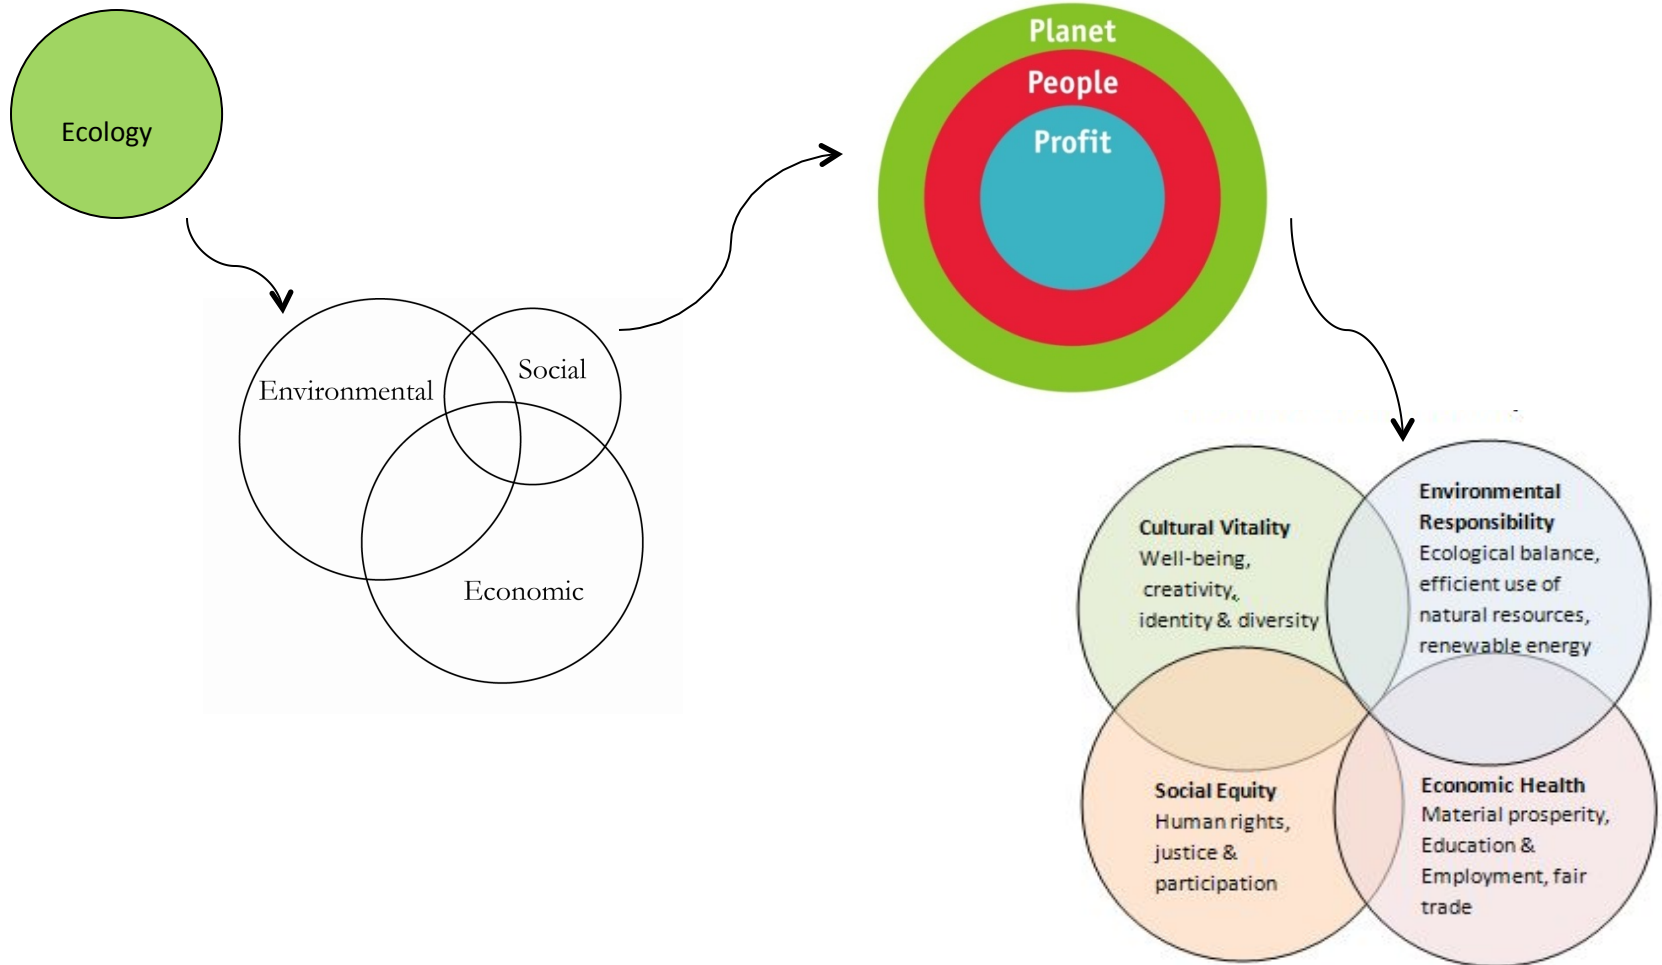 Ecology
Environmental
Social
Economic
Planet
People
Profit
Cultural Vitality
Well-being,
creativity,
identity & diversity
Environmental
Responsibility
Ecological balance,
efficient use of
natural resources,
renewable energy
Social Equity
Human rights,
justice &
participation
Economic Health
Material prosperity,
Education &
Employment, fair
trade